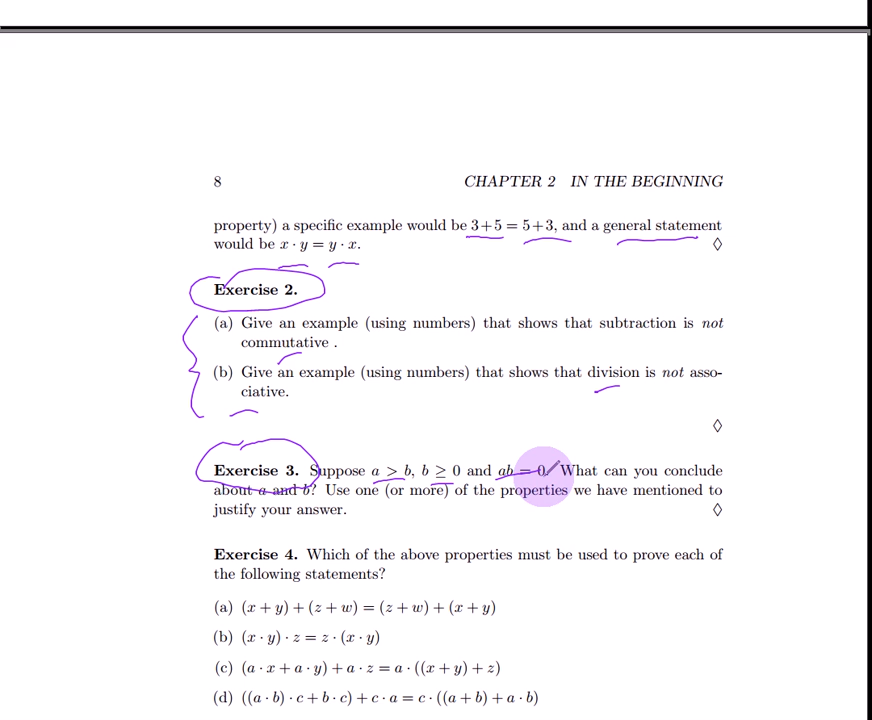 8 CHAPTER 2 IN THE BEGINNING
property) a specific example would be 3+5 = 5+3, and a general statement
would be x · y = y · x. ◊
Exercise 2.
(a) Give an example (using numbers) that shows that subtraction is not
commutative .
(b) Give an example (using numbers) that shows that division is not asso-
ciative.
◊
Exercise 3. Suppose a > b, b ≥ 0 and ab = 0. What can you conclude
about a and b? Use one (or more) of the properties we have mentioned to
justify your answer. ◊
Exercise 4. Which of the above properties must be used to prove each of
the following statements?
(a) (x + y) + (z + w) = (z + w) + (x + y)
(b) (x · y) · z = z · (x · y)
(c) (a · x + a · y) + a · z = a · ((x + y) + z)
(d) ((a · b) · c + b · c) + c · a = c · ((a + b) + a · b)